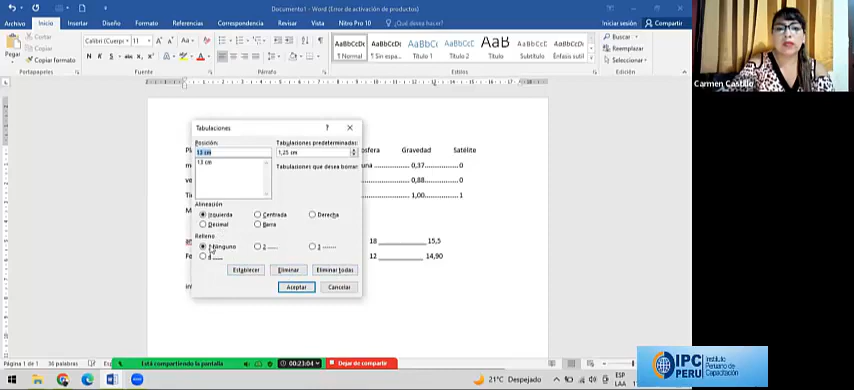 Documento1 - Word (Error de activación de productos)
Archivo Inicio Insertar Diseño Formato Referencias Correspondencia Revisar Vista Nitro Pro 10 ¿Qué desea hacer? Iniciar sesión Compartir
Pegar
Cortar
Copiar
Copiar formato
Calibri (Cuerpo) 11
N K S abc
AaBbCcDc AaBbCcDc AaBbCc AaBbCc AaB AaBbCcC AaBbCcDc
¶ Normal ¶ Sin espa... Título 1 Título 2 Título Subtítulo Énfasis sutil
Buscar
Reemplazar
Seleccionar
Portapapeles Fuente Párrafo Estilos Edición
Carmen Castillo
Tabulaciones
Posición:
13 cm
13 cm
Tabulaciones predeterminadas:
1,25 cm
Tabulaciones que desea borrar:
Alineación
Izquierda Centrada Derecha
Decimal Barra
Relleno
1 Ninguno 2 ...... 3 -------
4 ____
Establecer Eliminar Eliminar todas
Aceptar Cancelar
Gravedad Satélite
0,37 0
0,88 0
1,00 1
18 15,5
12 14,90
Página 1 de 1 36 palabras
Está compartiendo la pantalla 00:23:04 Dejar de compartir
21°C Despejado
ESP
LAA
IPC
PERU
Instituto
Peruano de
Capacitación